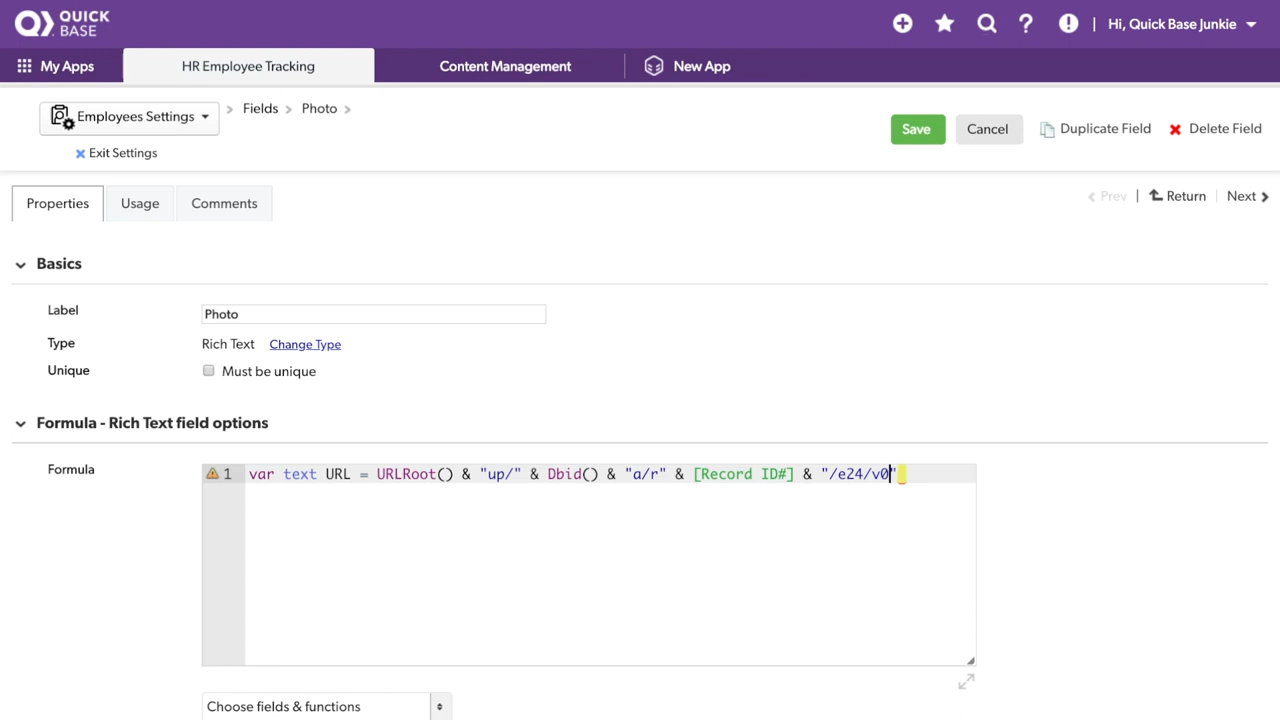 QUICK
BASE
Hi, Quick Base Junkie
My Apps
HR Employee Tracking
Content Management
New App
Employees Settings
Fields
Photo
Save
Cancel
Duplicate Field
Delete Field
Exit Settings
Properties
Usage
Comments
Prev
Return
Next
Basics
Label
Photo
Type
Rich Text
Change Type
Unique
Must be unique
Formula - Rich Text field options
Formula
1
var text URL = URLRoot() & "up/" & Dbid() & "a/r" & [Record ID#] & "/e24/v0"
Choose fields & functions